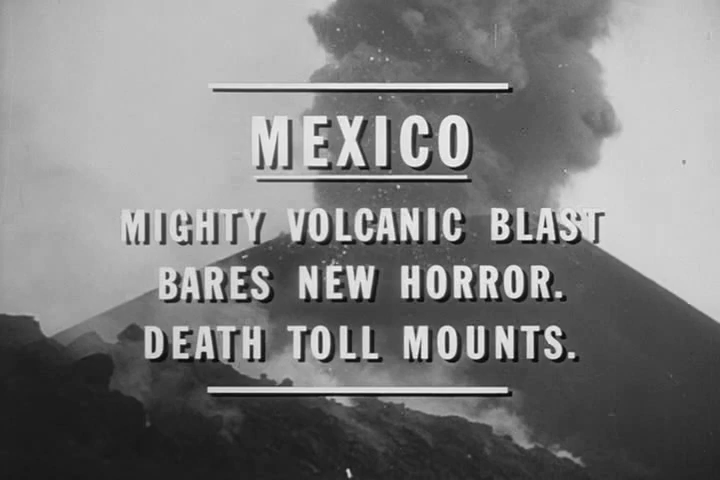 MEXICO
MIGHTY VOLCANIC BLAST
BARES NEW HORROR.
DEATH TOLL MOUNTS.